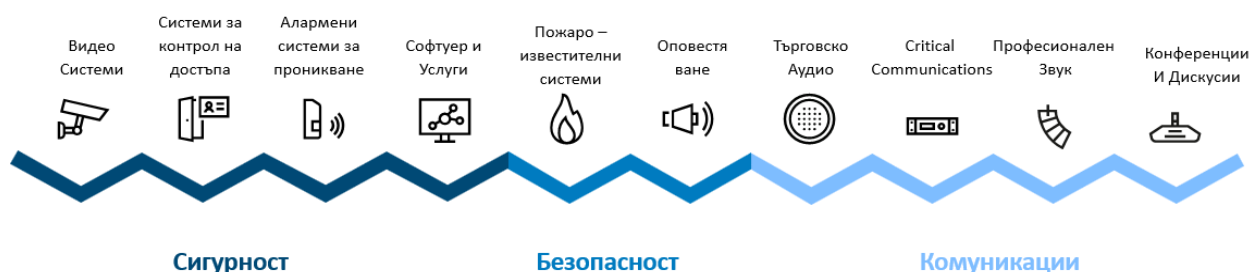 Видео
Системи
Системи за
контрол на
достъпа
Алармени
системи за
проникване
Софтуер и
Услуги
Пожаро –
известителни
системи
Оповестя
ване
Търговско
Аудио
Critical
Communications
Професионален
Звук
Конференции
И Дискусии
Сигурност
Безопасност
Комуникации